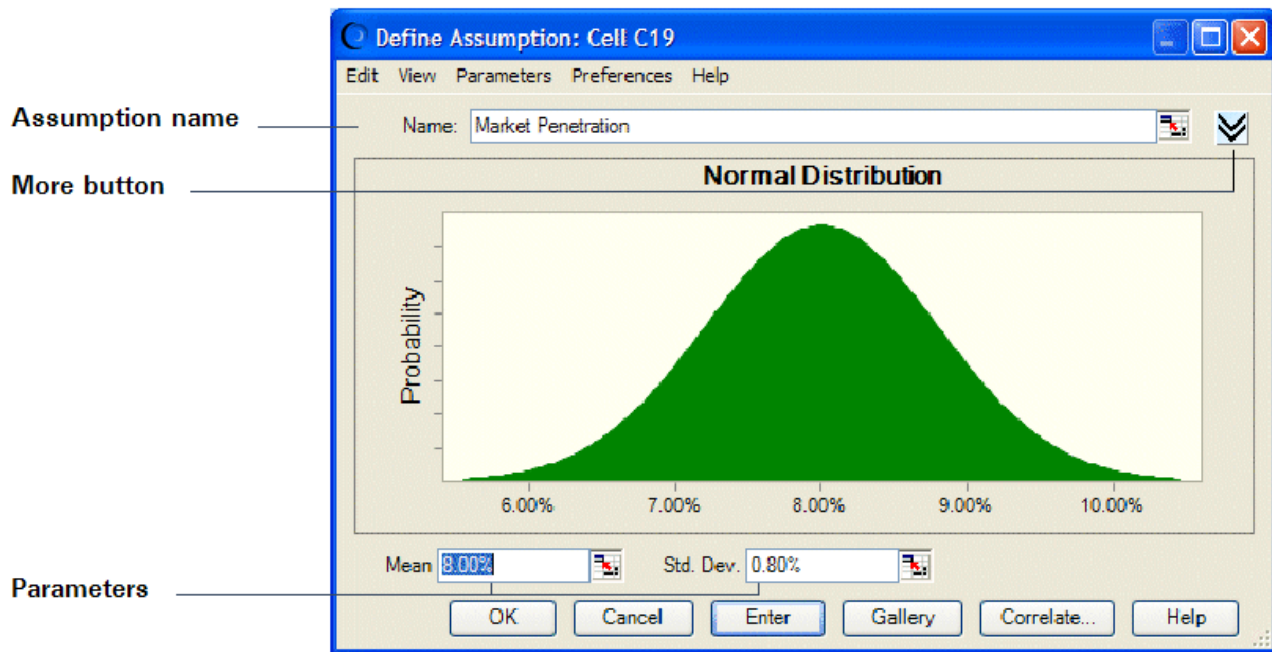 Define Assumption: Cell C19
Edit View Parameters Preferences Help
Assumption name
Name: Market Penetration
More button
Normal Distribution
Probability
6.00% 7.00% 8.00% 9.00% 10.00%
Mean 8.00% Std. Dev. 0.80%
Parameters
OK Cancel Enter Gallery Correlate... Help